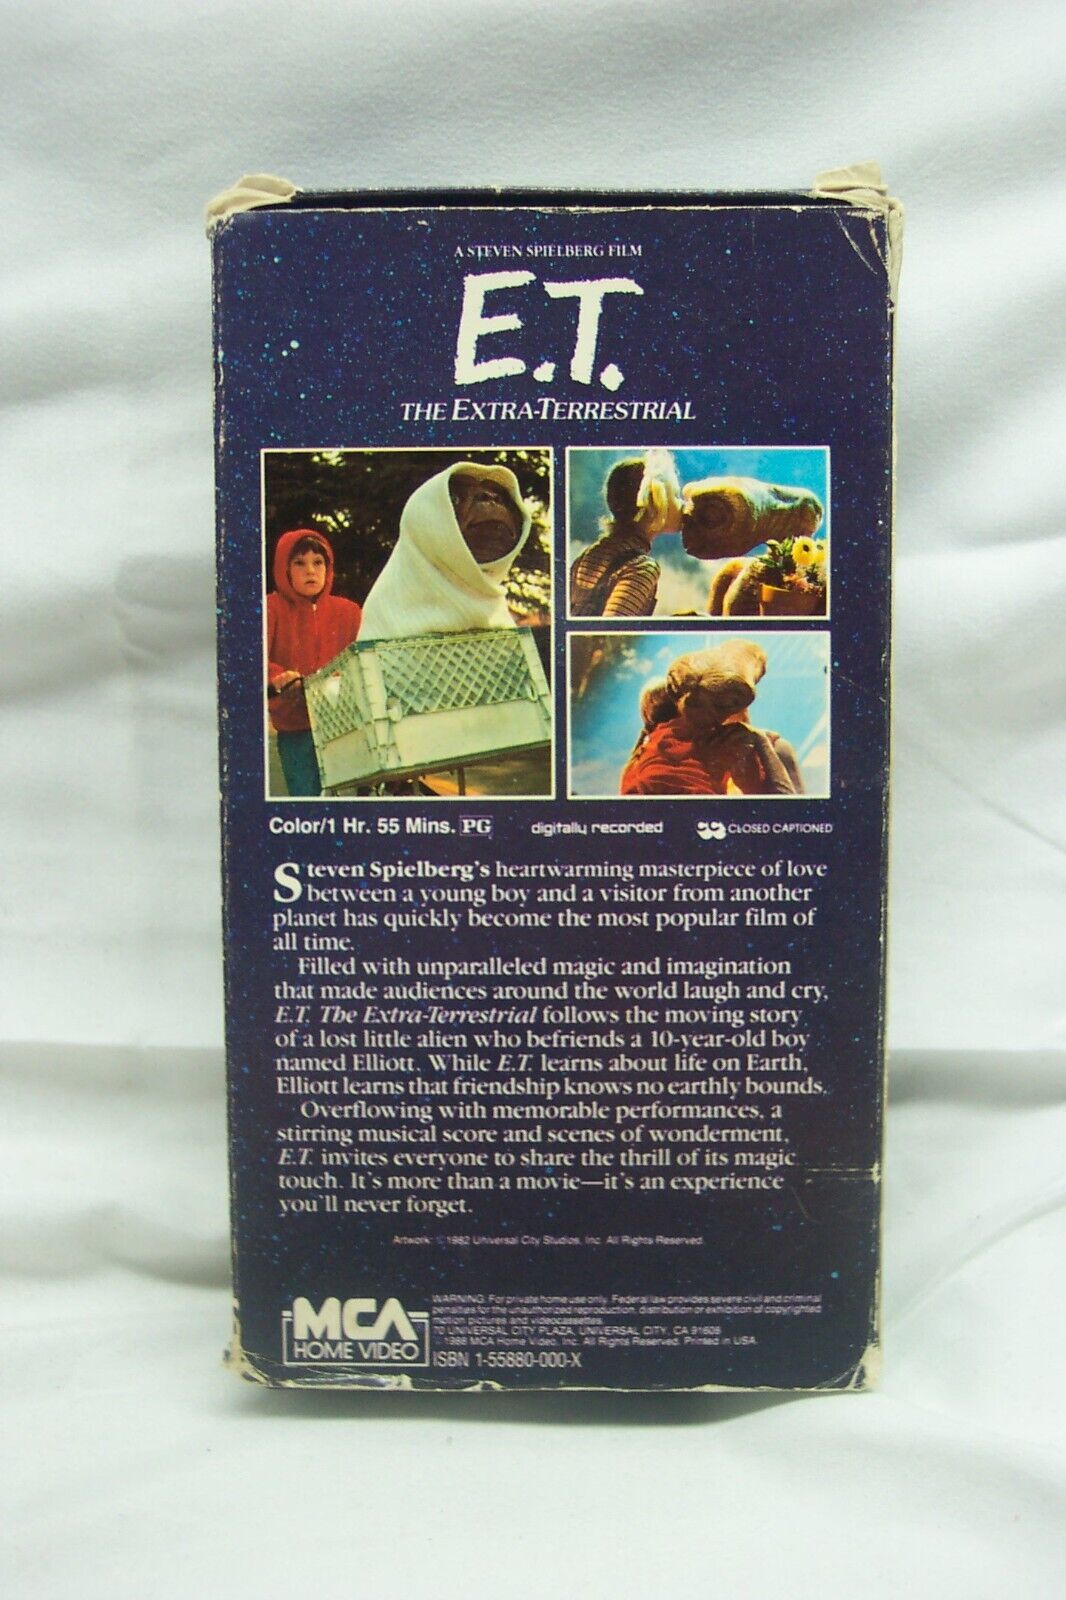 A STEVEN SPIELBERG FILM
E.T.
THE EXTRA-TERRESTRIAL
Color/1 Hr. 55 Mins. PG digitally recorded CLOSED CAPTIONED
Steven Spielberg's heartwarming masterpiece of love
between a young boy and a visitor from another
planet has quickly become the most popular film of
all time.
Filled with unparalleled magic and imagination
that made audiences around the world laugh and cry,
E.T. The Extra-Terrestrial follows the moving story
of a lost little alien who befriends a 10-year-old boy
named Elliott. While E.T. learns about life on Earth,
Elliott learns that friendship knows no earthly bounds.
Overflowing with memorable performances, a
stirring musical score and scenes of wonderment,
E.T. invites everyone to share the thrill of its magic
touch. It's more than a movie—it's an experience
you'll never forget.
Artwork: © 1982 Universal City Studios, Inc. All Rights Reserved.
MCA
HOME VIDEO
WARNING: For private home use only. Federal law provides severe civil and criminal
penalties for the unauthorized reproduction, distribution or exhibition of copyrighted
motion pictures and videocassettes.
70 UNIVERSAL CITY PLAZA, UNIVERSAL CITY, CA 91608
1988 MCA Home Video, Inc. All Rights Reserved. Printed in USA
ISBN 1-55880-000-X